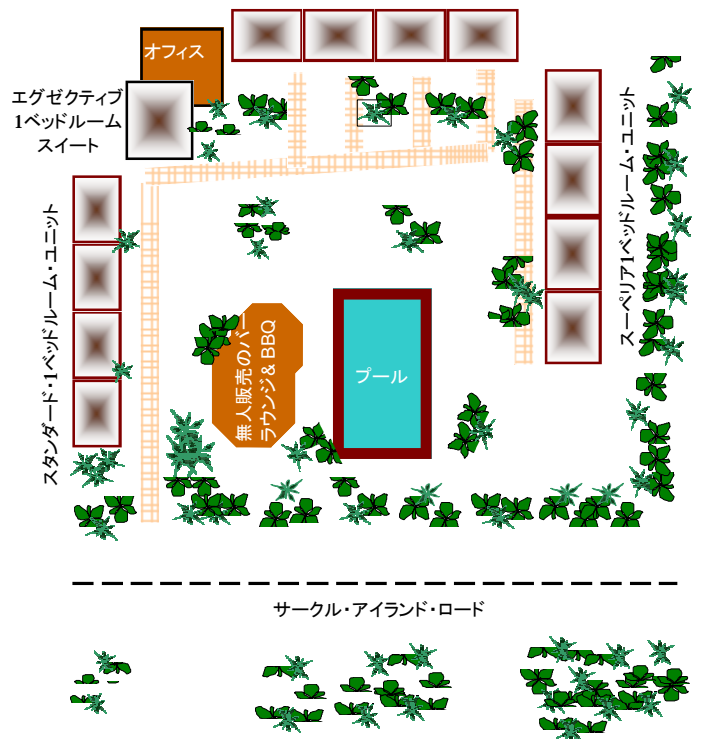 オフィス
エグゼクティブ
1ベッドルーム
スイート
スタンダード・1ベッドルーム・ユニット
スーペリア1ベッドルーム・ユニット
無人販売のバー
ラウンジ& BBQ
プール
サークル・アイランド・ロード